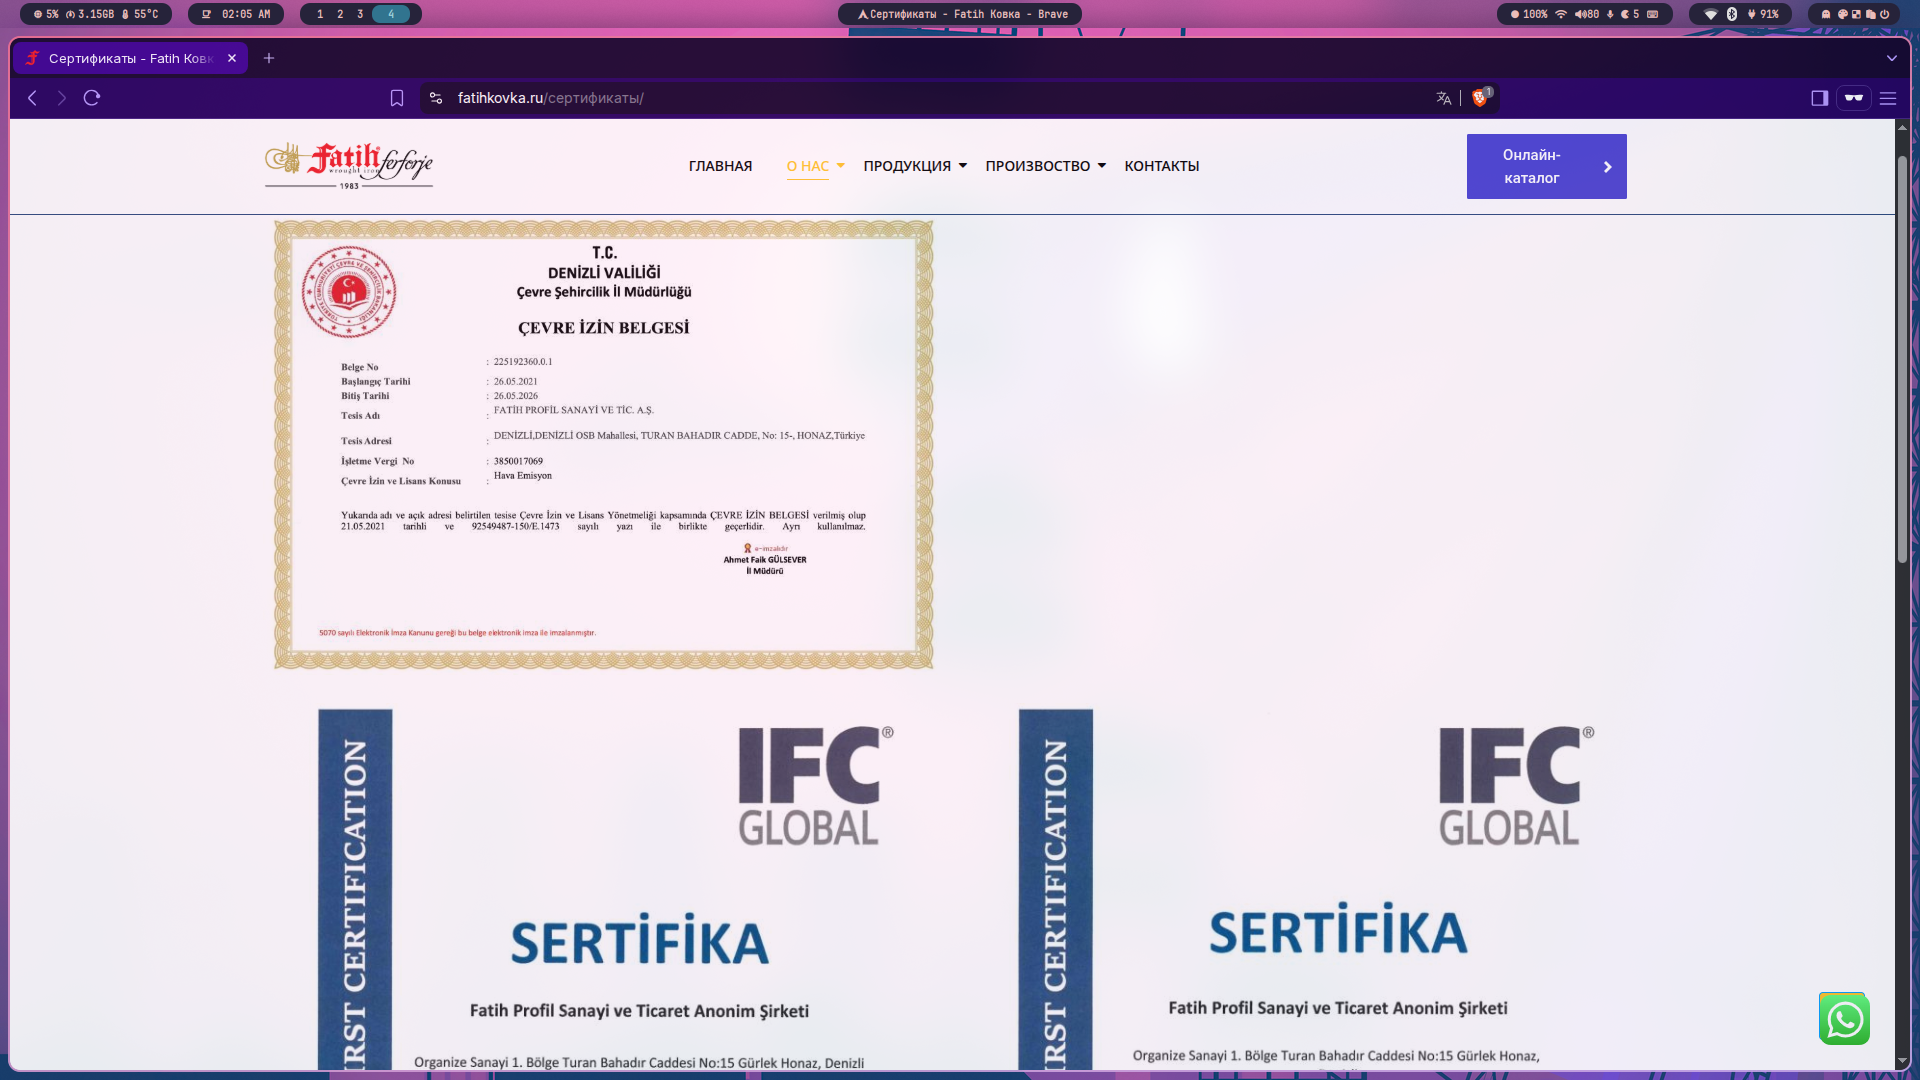 5% 3.15GB 55°C
02:05 AM
1 2 3 4
Сертификаты - Fatih Ковка - Brave
100% 80 5
91%
Сертификаты - Fatih Ковк
fatihkovka.ru/сертификаты/
1
Fatih ferforje
wrought iron
1983
ГЛАВНАЯ О НАС ПРОДУКЦИЯ ПРОИЗВОСТВО КОНТАКТЫ
Онлайн-
каталог
T.C.
DENİZLİ VALİLİĞİ
Çevre Şehircilik İl Müdürlüğü
ÇEVRE İZİN BELGESİ
Belge No : 225192360.0.1
Başlangıç Tarihi : 26.05.2021
Bitiş Tarihi : 26.05.2026
Tesis Adı : FATİH PROFİL SANAYİ VE TİC. A.Ş.
Tesis Adresi : DENİZLİ,DENİZLİ OSB Mahallesi, TURAN BAHADIR CADDE, No: 15-, HONAZ,Türkiye
İşletme Vergi No : 3850017069
Çevre İzin ve Lisans Konusu : Hava Emisyon
Yukarıda adı ve açık adresi belirtilen tesise Çevre İzin ve Lisans Yönetmeliği kapsamında ÇEVRE İZİN BELGESİ verilmiş olup
21.05.2021 tarihli ve 92549487-150/E.1473 sayılı yazı ile birlikte geçerlidir. Ayrı kullanılmaz.
e-imzalıdır
Ahmet Faik GÜLSEVER
İl Müdürü
5070 sayılı Elektronik İmza Kanunu gereği bu belge elektronik imza ile imzalanmıştır.
IRST CERTIFICATION
IFC®
GLOBAL
SERTİFİKA
Fatih Profil Sanayi ve Ticaret Anonim Şirketi
Organize Sanayi 1. Bölge Turan Bahadır Caddesi No:15 Gürlek Honaz, Denizli
IRST CERTIFICATION
IFC®
GLOBAL
SERTİFİKA
Fatih Profil Sanayi ve Ticaret Anonim Şirketi
Organize Sanayi 1. Bölge Turan Bahadır Caddesi No:15 Gürlek Honaz,